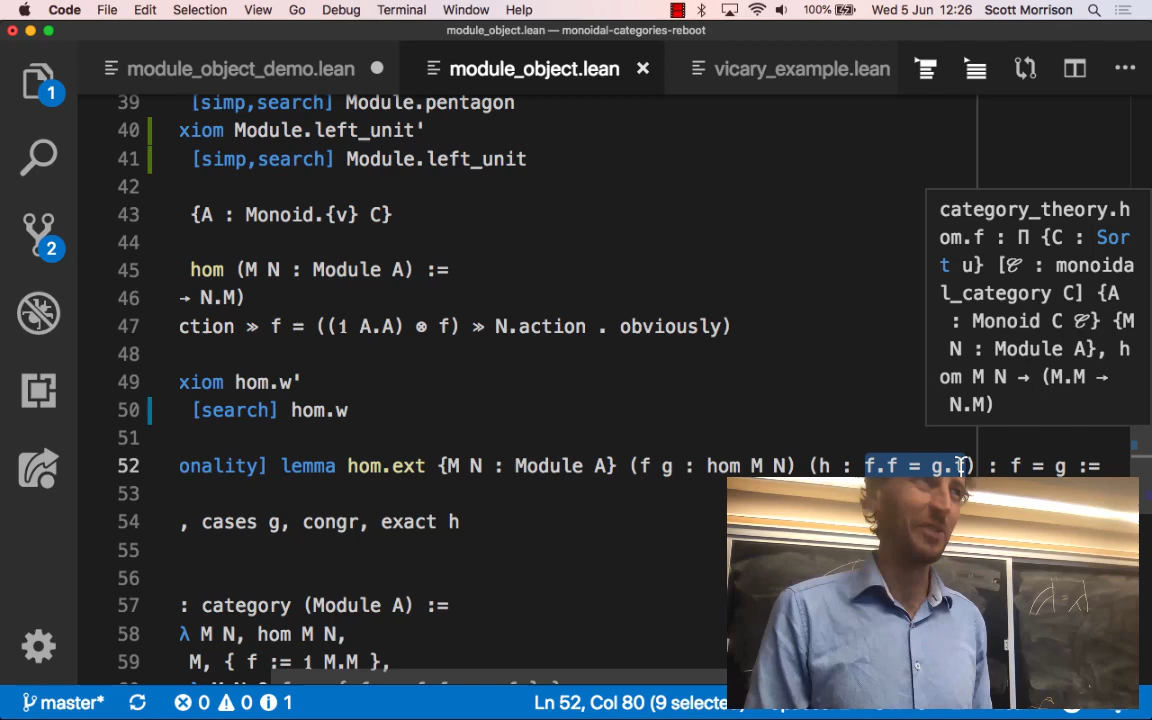 Code File Edit Selection View Go Debug Terminal Window Help 100% Wed 5 Jun 12:26 Scott Morrison
module_object.lean — monoidal-categories-reboot
module_object_demo.lean module_object.lean vicary_example.lean
39 [simp,search] Module.pentagon
40 xiom Module.left_unit'
41 [simp,search] Module.left_unit
42
43 {A : Monoid.{v} C}
44
45 hom (M N : Module A) :=
46 → N.M)
47 ction ≫ f = ((𝟙 A.A) ⊗ f) ≫ N.action . obviously)
48
49 xiom hom.w'
50 [search] hom.w
51
52 onality] lemma hom.ext {M N : Module A} (f g : hom M N) (h : f.f = g.f) : f = g :=
53
54 , cases g, congr, exact h
55
56
57 : category (Module A) :=
58 λ M N, hom M N,
59 M, { f := 𝟙 M.M },
category_theory.h
om.f : Π {C : Sor
t u} [𝒞 : monoida
l_category C] {A
: Monoid C 𝒞} {M
N : Module A}, h
om M N → (M.M →
N.M)
1
2
master* 0 0 1 Ln 52, Col 80 (9 selecte